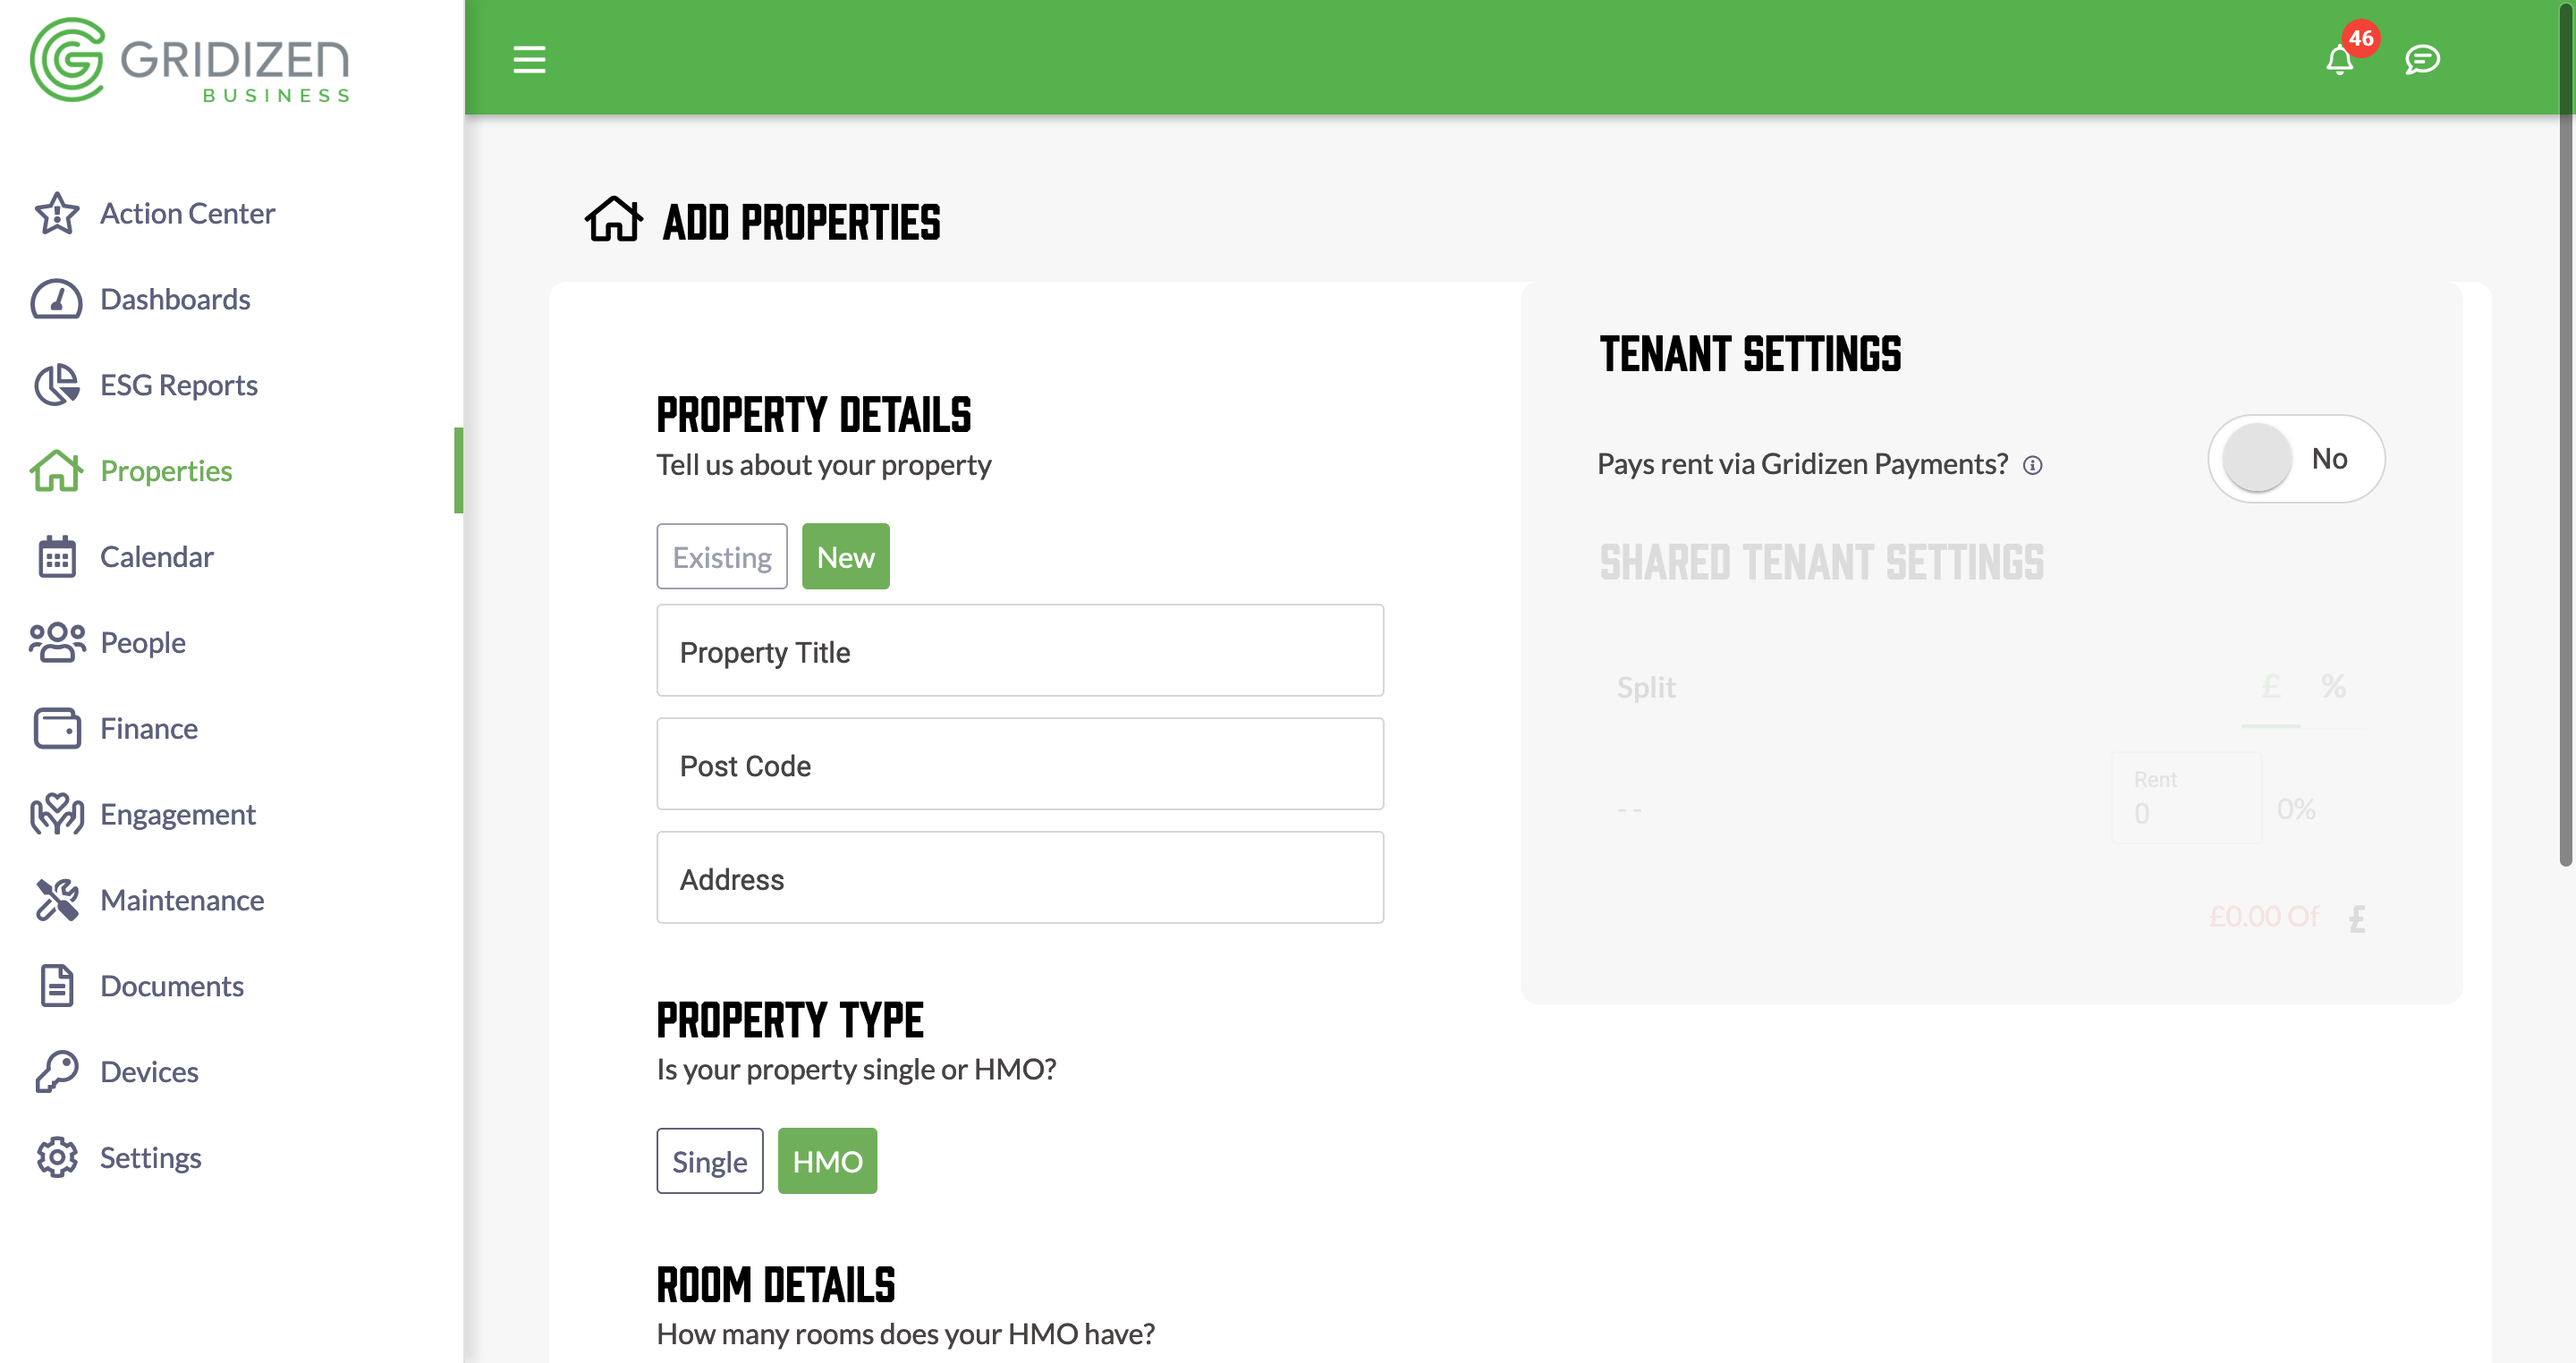 GRIDIZEN
BUSINESS
46
Action Center
Dashboards
ESG Reports
Properties
Calendar
People
Finance
Engagement
Maintenance
Documents
Devices
Settings
ADD PROPERTIES
PROPERTY DETAILS
Tell us about your property
Existing New
Property Title
Post Code
Address
PROPERTY TYPE
Is your property single or HMO?
Single HMO
ROOM DETAILS
How many rooms does your HMO have?
TENANT SETTINGS
Pays rent via Gridizen Payments? No
SHARED TENANT SETTINGS
Split £ %
Rent
-- 0 0%
£0.00 Of £